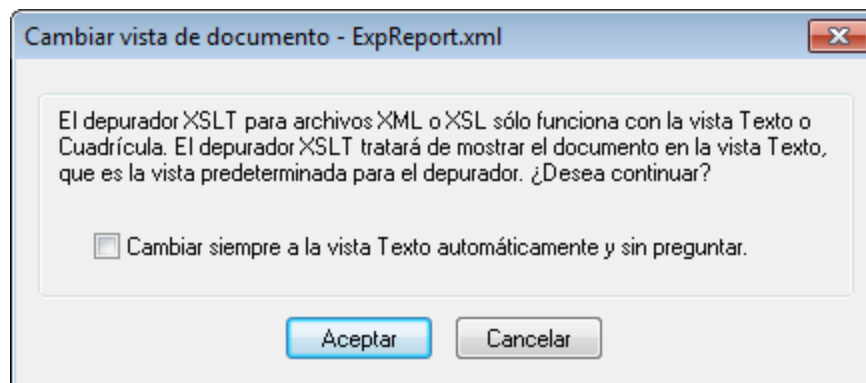 Cambiar vista de documento - ExpReport.xml
El depurador XSLT para archivos XML o XSL sólo funciona con la vista Texto o
Cuadrícula. El depurador XSLT tratará de mostrar el documento en la vista Texto,
que es la vista predeterminada para el depurador. ¿Desea continuar?
Cambiar siempre a la vista Texto automáticamente y sin preguntar.
Aceptar
Cancelar